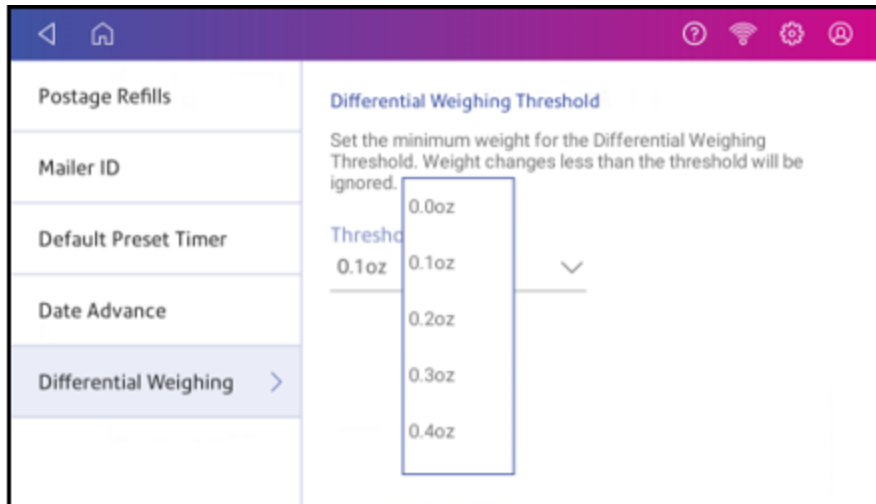 Postage Refills
Mailer ID
Default Preset Timer
Date Advance
Differential Weighing
Differential Weighing Threshold
Set the minimum weight for the Differential Weighing
Threshold. Weight changes less than the threshold will be
ignored.
Thresho
0.1oz
0.0oz
0.1oz
0.2oz
0.3oz
0.4oz